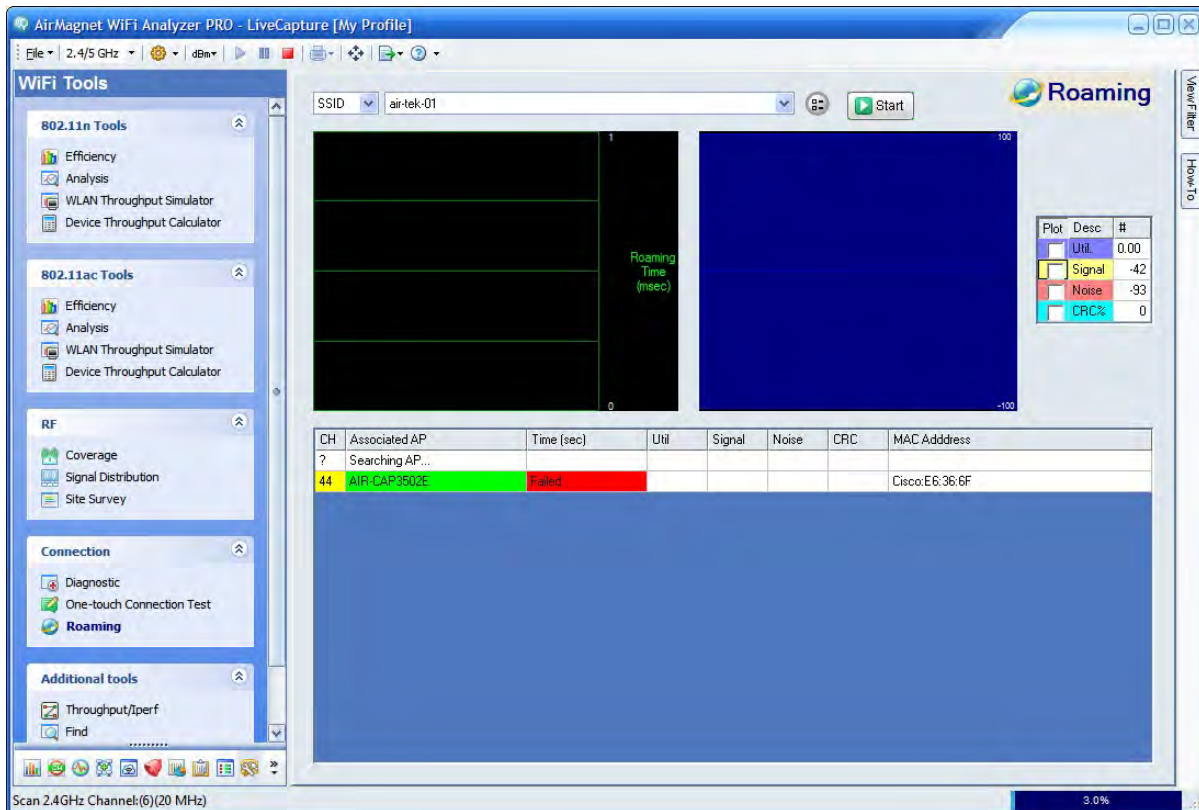 AirMagnet WiFi Analyzer PRO - LiveCapture [My Profile]
File 2.4/5 GHz dBm
WiFi Tools
802.11n Tools
Efficiency
Analysis
WLAN Throughput Simulator
Device Throughput Calculator
802.11ac Tools
Efficiency
Analysis
WLAN Throughput Simulator
Device Throughput Calculator
RF
Coverage
Signal Distribution
Site Survey
Connection
Diagnostic
One-touch Connection Test
Roaming
Additional tools
Throughput/Iperf
Find
SSID air-tek-01 Start
Roaming
View Filter
How-To
1
Roaming
Time
(msec)
0
100
-100
Plot Desc #
Util. 0.00
Signal -42
Noise -93
CRC% 0
CH Associated AP Time (sec) Util Signal Noise CRC MAC Adddress
? Searching AP...
44 AIR-CAP3502E Failed Cisco:E6:36:6F
Scan 2.4GHz Channel:(6)(20 MHz) 3.0%